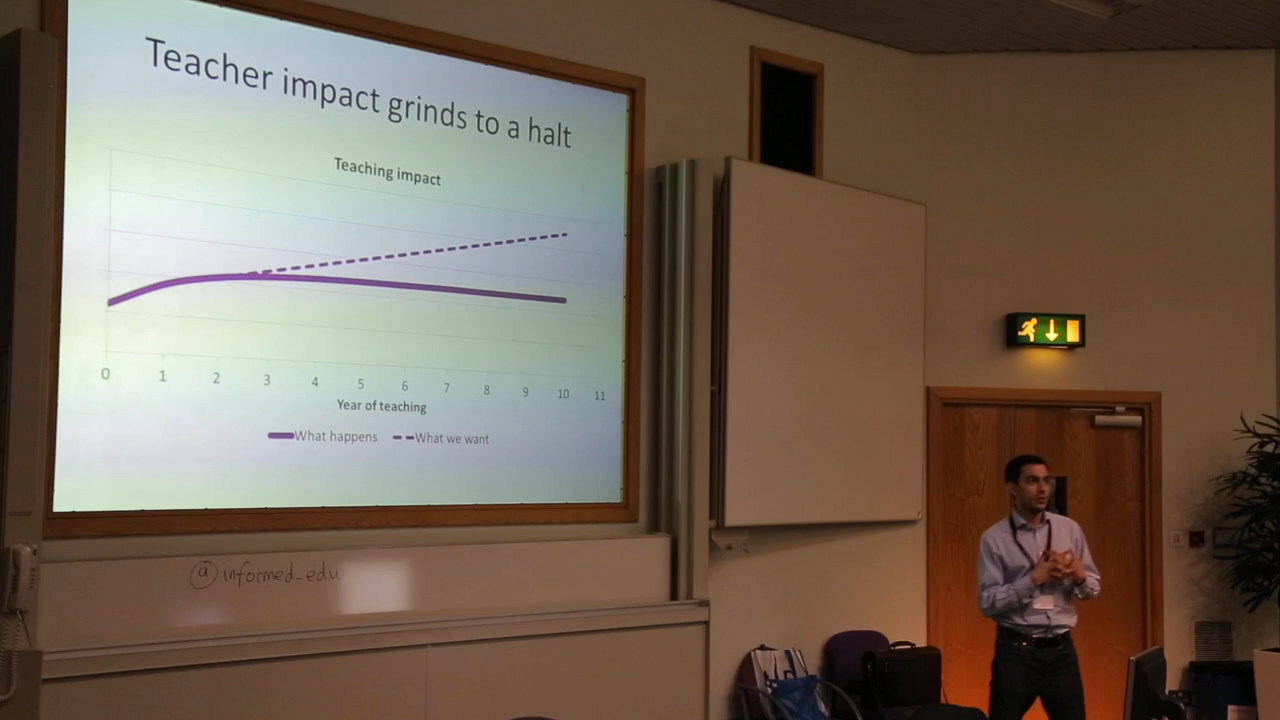 Teacher impact grinds to a halt
Teaching impact
0 1 2 3 4 5 6 7 8 9 10 11
Year of teaching
What happens What we want
@informed_edu